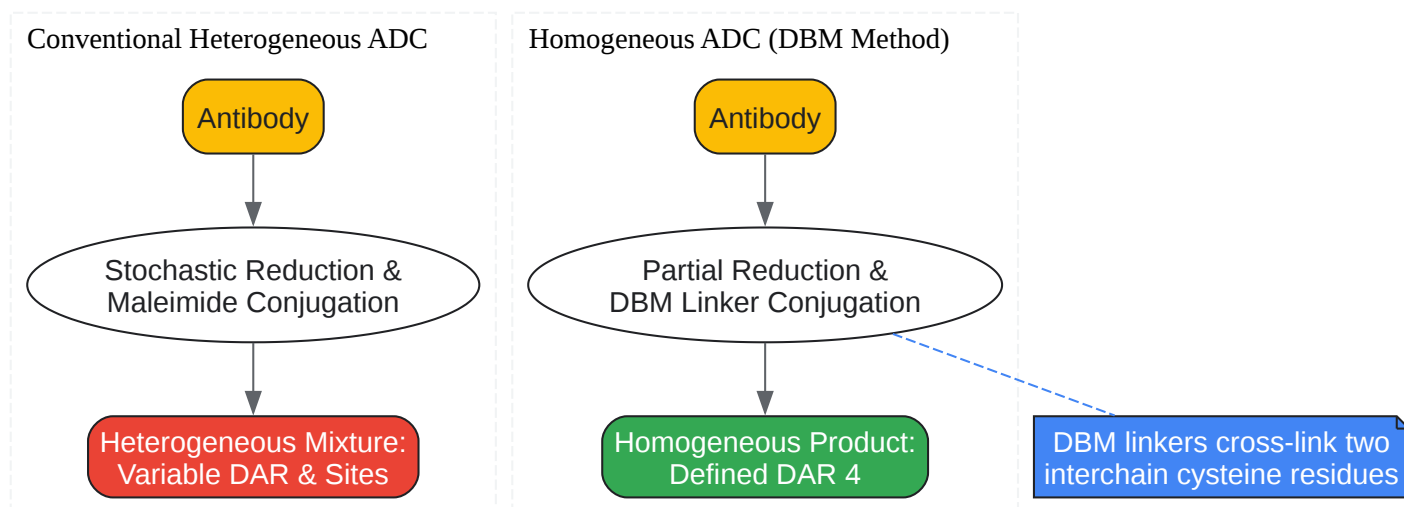 Conventional Heterogeneous ADC
Antibody
Stochastic Reduction &
Maleimide Conjugation
Heterogeneous Mixture:
Variable DAR & Sites
Homogeneous ADC (DBM Method)
Antibody
Partial Reduction &
DBM Linker Conjugation
Homogeneous Product:
Defined DAR 4
DBM linkers cross-link two
interchain cysteine residues